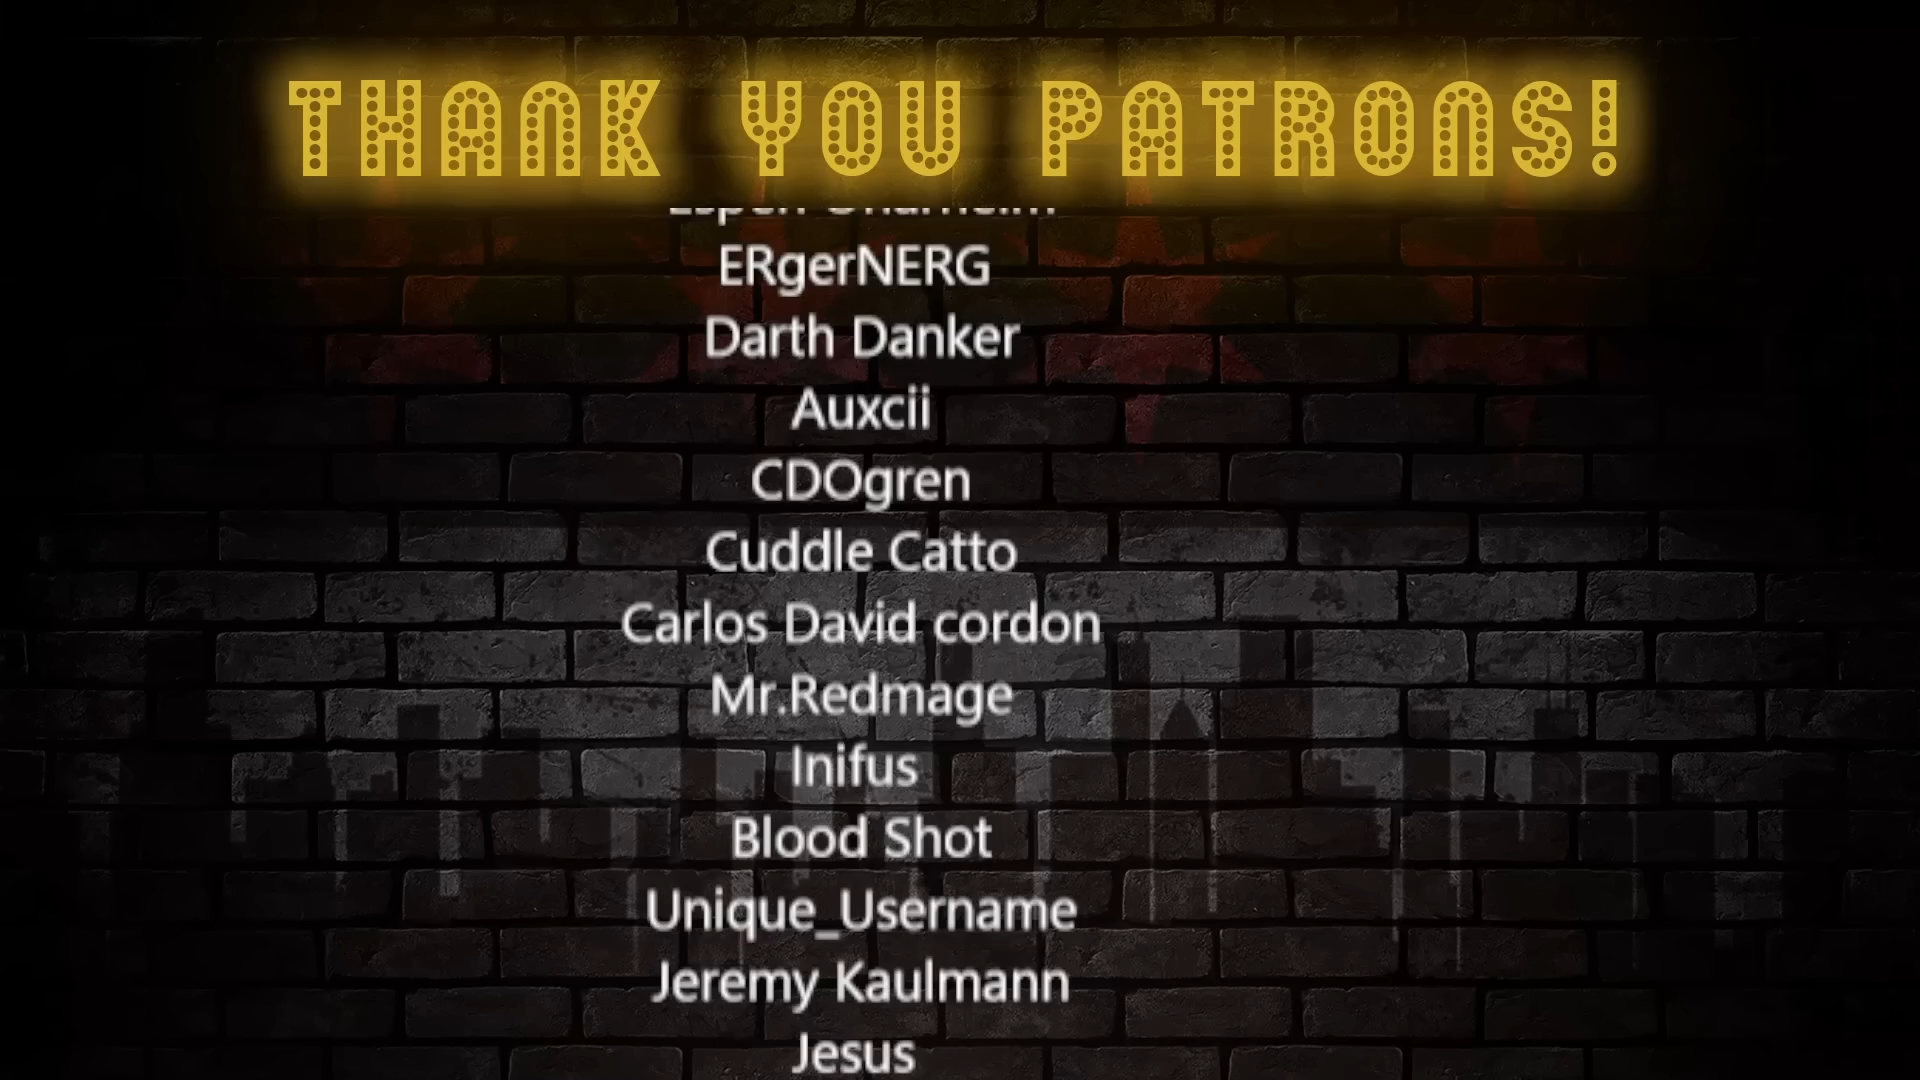 THANK YOU PATRONS!
ERgerNERG
Darth Danker
Auxcii
CDOgren
Cuddle Catto
Carlos David cordon
Mr.Redmage
Inifus
Blood Shot
Unique_Username
Jeremy Kaulmann
Jesus